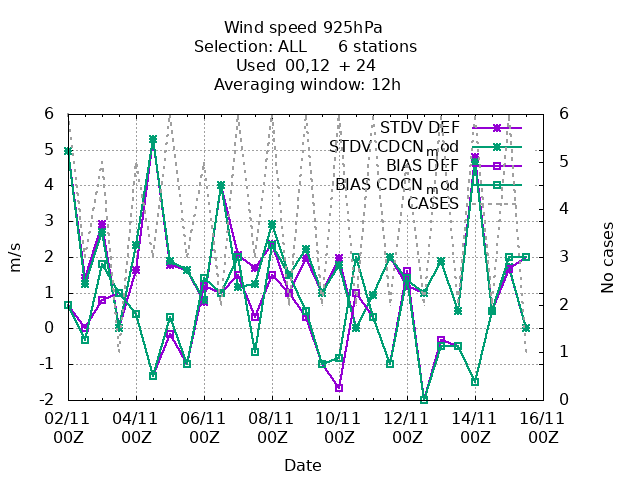 Wind speed 925hPa
Selection: ALL 6 stations
Used 00,12 + 24
Averaging window: 12h
STDV DEF
STDV CDCN_mod
BIAS DEF
BIAS CDCN_mod
CASES
m/s
6
5
4
3
2
1
0
-1
-2
No cases
6
5
4
3
2
1
0
02/11 04/11 06/11 08/11 10/11 12/11 14/11 16/11
00Z 00Z 00Z 00Z 00Z 00Z 00Z 00Z
Date